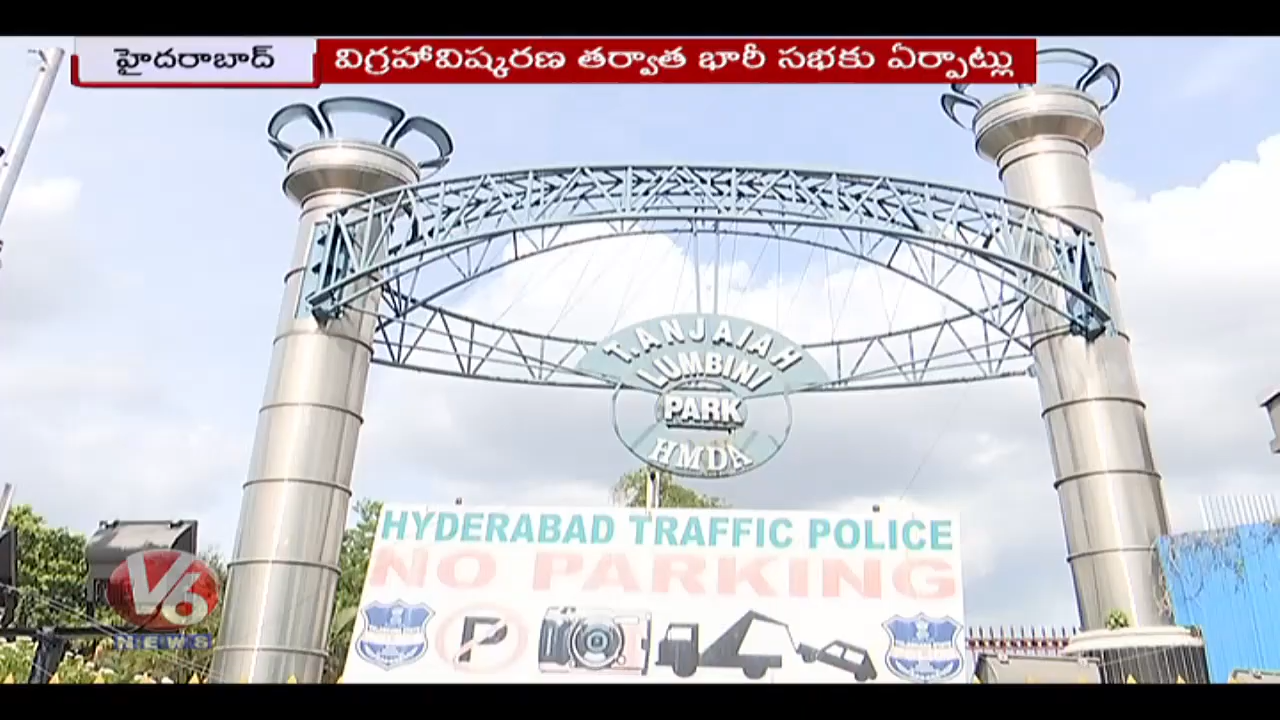 హైదరాబాద్
విగ్రహావిష్కరణ తర్వాత భారీ సభకు ఏర్పాట్లు
T.ANJAIAH
LUMBINI
PARK
HMDA
HYDERABAD TRAFFIC POLICE
NO PARKING
P
V6
NEWS